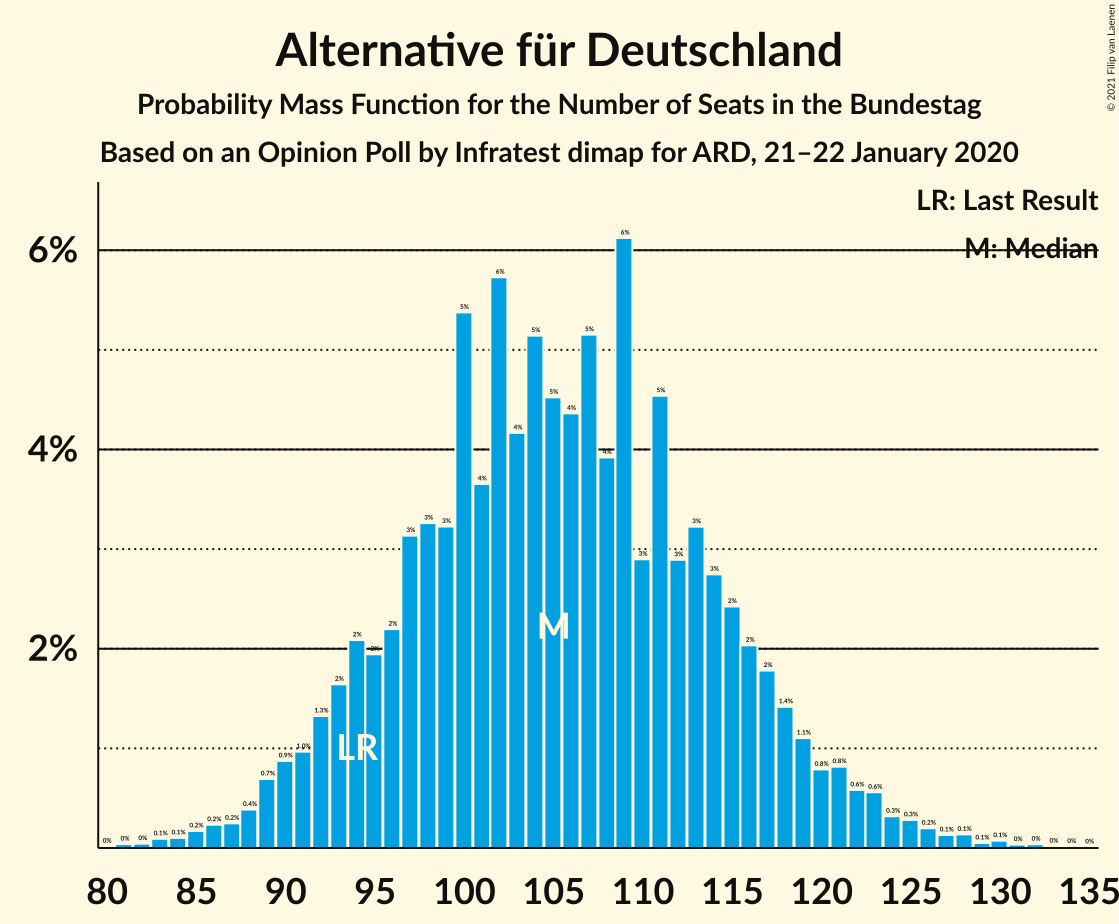 Alternative für Deutschland
Probability Mass Function for the Number of Seats in the Bundestag
Based on an Opinion Poll by Infratest dimap for ARD, 21–22 January 2020
© 2021 Filip van Laenen
LR: Last Result
M: Median
6%
4%
2%
0% 0% 0% 0.1% 0.1% 0.2% 0.2% 0.2% 0.4% 0.7% 0.9% 1.0% 1.3% 2% 2% 2% 2% 3% 3% 3% 5% 4% 6% 4% 5% 5% 4% 5% 4% 6% 3% 5% 3% 3% 3% 2% 2% 2% 1.4% 1.1% 0.8% 0.8% 0.6% 0.6% 0.3% 0.3% 0.2% 0.1% 0.1% 0.1% 0.1% 0% 0% 0% 0% 0%
M
LR
80 85 90 95 100 105 110 115 120 125 130 135